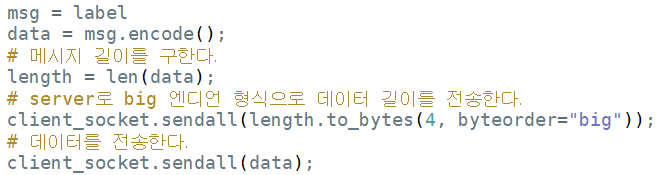 msg = label
data = msg.encode();
# 메시지 길이를 구한다.
length = len(data);
# server로 big 엔디언 형식으로 데이터 길이를 전송한다.
client_socket.sendall(length.to_bytes(4, byteorder="big"));
# 데이터를 전송한다.
client_socket.sendall(data);